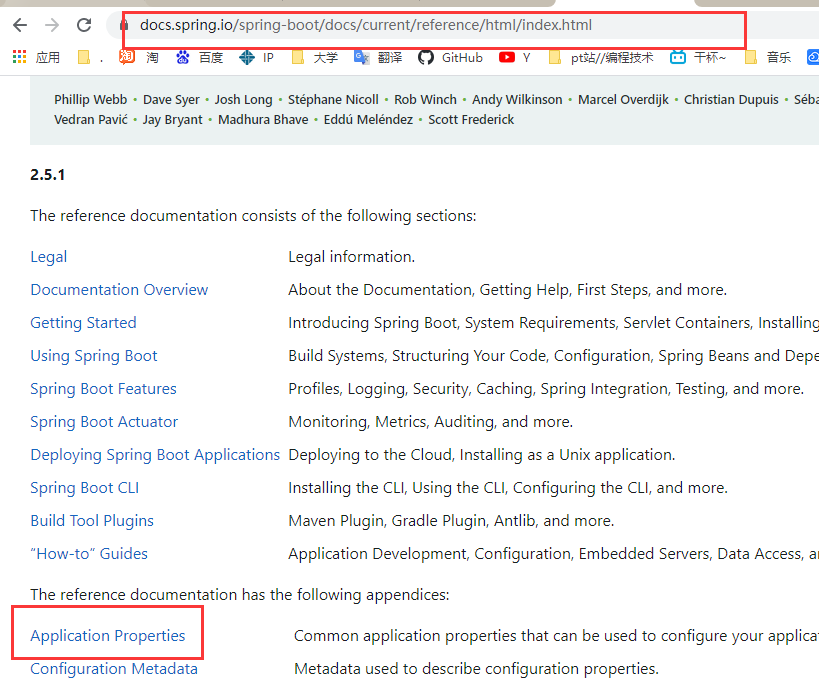 docs.spring.io/spring-boot/docs/current/reference/html/index.html
应用 . 淘 淘 百度 IP 大学 翻译 GitHub Y pt站//编程技术 干杯~ 音乐
Phillip Webb • Dave Syer • Josh Long • Stéphane Nicoll • Rob Winch • Andy Wilkinson • Marcel Overdijk • Christian Dupuis • Séba
Vedran Pavić • Jay Bryant • Madhura Bhave • Eddú Meléndez • Scott Frederick
2.5.1
The reference documentation consists of the following sections:
Legal Legal information.
Documentation Overview About the Documentation, Getting Help, First Steps, and more.
Getting Started Introducing Spring Boot, System Requirements, Servlet Containers, Installing
Using Spring Boot Build Systems, Structuring Your Code, Configuration, Spring Beans and Depe
Spring Boot Features Profiles, Logging, Security, Caching, Spring Integration, Testing, and more.
Spring Boot Actuator Monitoring, Metrics, Auditing, and more.
Deploying Spring Boot Applications Deploying to the Cloud, Installing as a Unix application.
Spring Boot CLI Installing the CLI, Using the CLI, Configuring the CLI, and more.
Build Tool Plugins Maven Plugin, Gradle Plugin, Antlib, and more.
“How-to” Guides Application Development, Configuration, Embedded Servers, Data Access, a
The reference documentation has the following appendices:
Application Properties Common application properties that can be used to configure your applica
Configuration Metadata Metadata used to describe configuration properties.